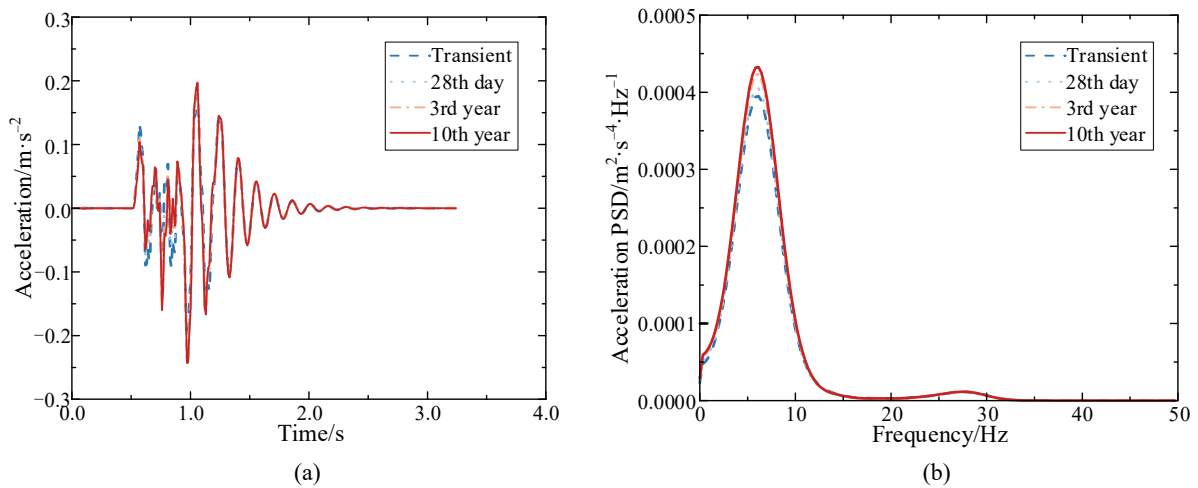 0.3
0.2
0.1
0.0
−0.1
−0.2
−0.3
Acceleration/m·s⁻²
Transient
28th day
3rd year
10th year
0.0 1.0 2.0 3.0 4.0
Time/s
(a)
0.0005
0.0004
0.0003
0.0002
0.0001
0.0000
Acceleration PSD/m²·s⁻⁴·Hz⁻¹
Transient
28th day
3rd year
10th year
0 10 20 30 40 50
Frequency/Hz
(b)